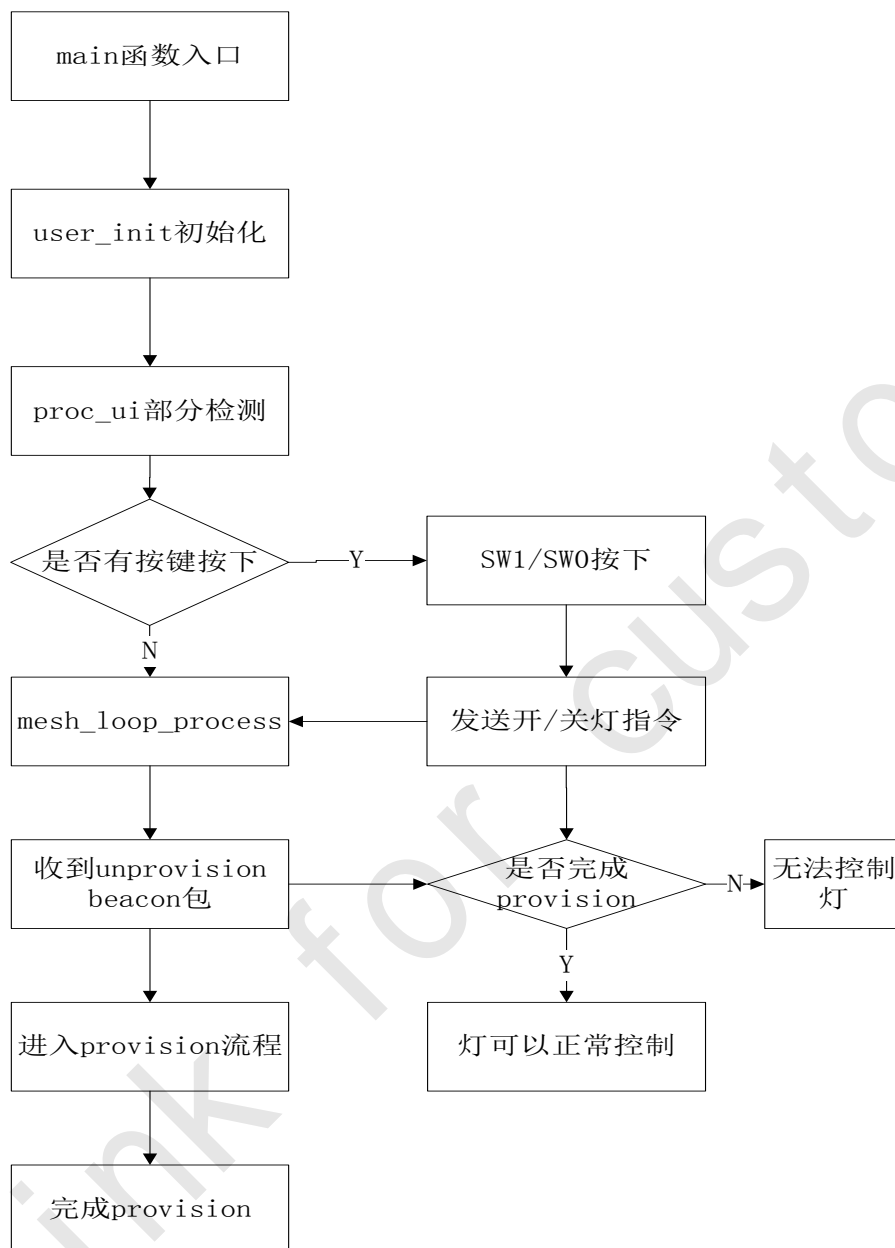 main函数入口
user_init初始化
proc_ui部分检测
是否有按键按下
Y
SW1/SW0按下
N
mesh_loop_process
发送开/关灯指令
收到unprovision
beacon包
是否完成
provision
N
无法控制
灯
Y
进入provision流程
灯可以正常控制
完成provision
ink for custo